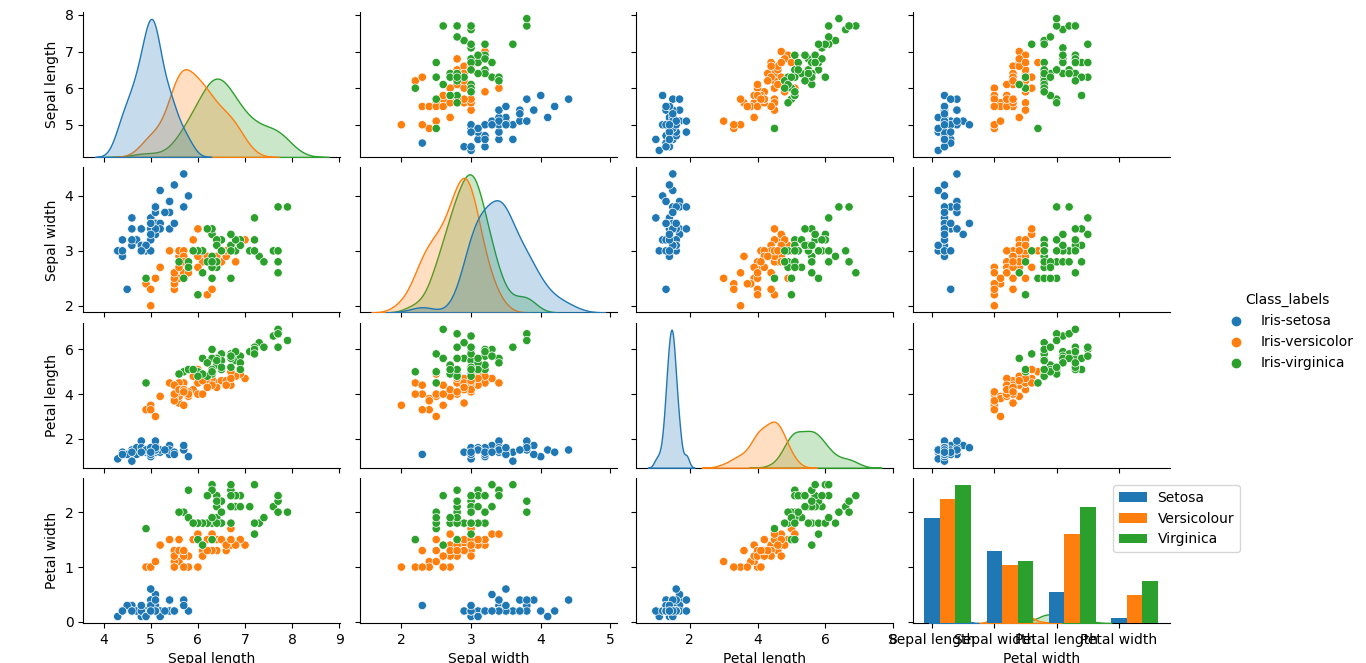 8
7
6
5
Sepal length
4
3
2
Sepal width
6
4
2
Petal length
2
1
0
Petal width
4 5 6 7 8 9
Sepal length
2 3 4 5
Sepal width
2 4 6 8
Petal length
Sepal length Sepal width Petal length Petal width
Petal width
Setosa
Versicolour
Virginica
Class_labels
Iris-setosa
Iris-versicolor
Iris-virginica